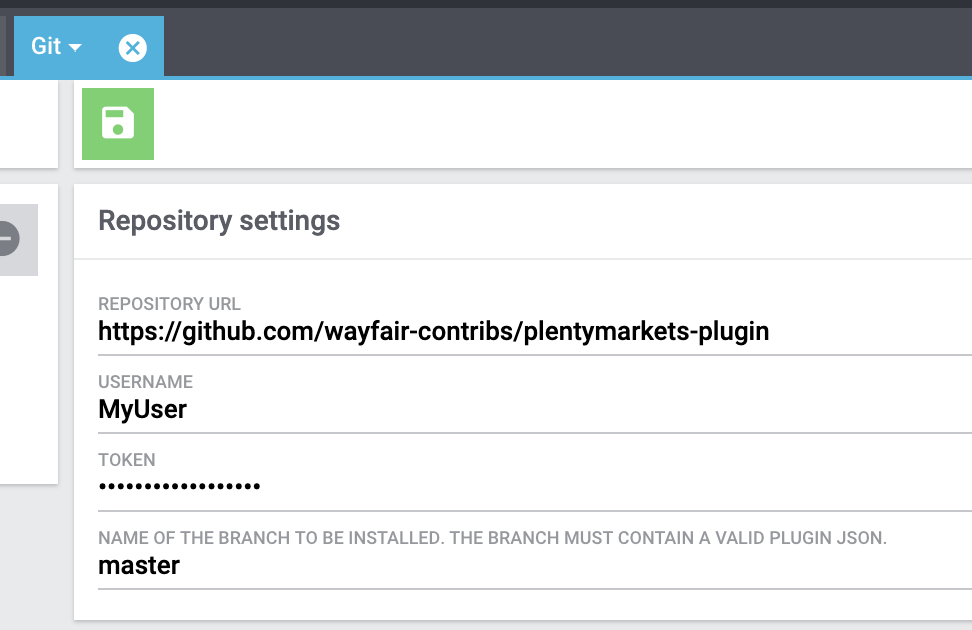 Git
Repository settings
REPOSITORY URL
https://github.com/wayfair-contribs/plentymarkets-plugin
USERNAME
MyUser
TOKEN
••••••••••••••••••
NAME OF THE BRANCH TO BE INSTALLED. THE BRANCH MUST CONTAIN A VALID PLUGIN JSON.
master